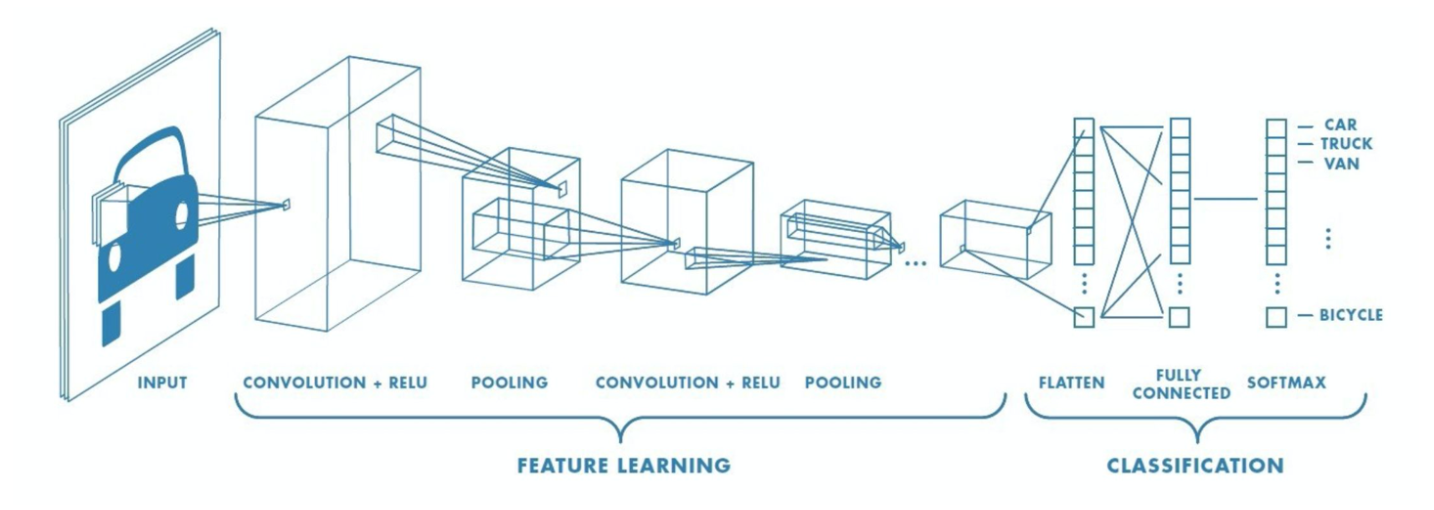 CAR
TRUCK
VAN
BICYCLE
INPUT
CONVOLUTION + RELU
POOLING
CONVOLUTION + RELU
POOLING
FLATTEN
FULLY
CONNECTED
SOFTMAX
FEATURE LEARNING
CLASSIFICATION